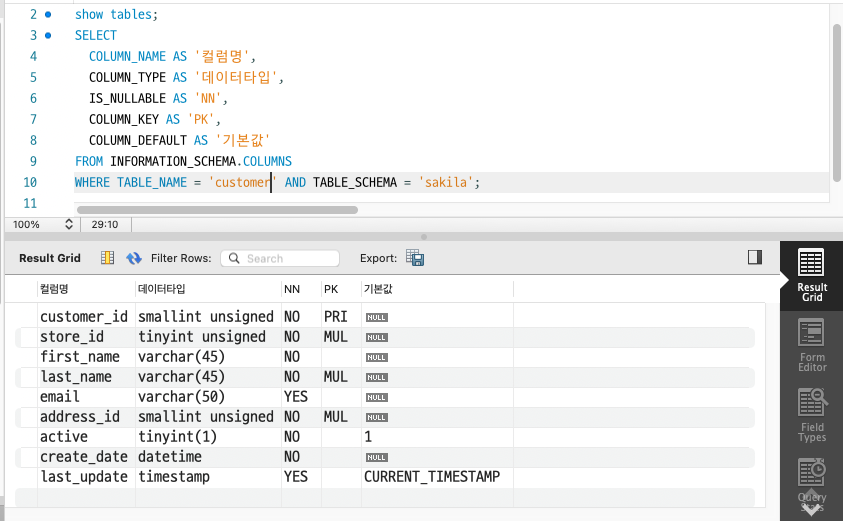 2 show tables;
3 SELECT
4 COLUMN_NAME AS '컬럼명',
5 COLUMN_TYPE AS '데이터타입',
6 IS_NULLABLE AS 'NN',
7 COLUMN_KEY AS 'PK',
8 COLUMN_DEFAULT AS '기본값'
9 FROM INFORMATION_SCHEMA.COLUMNS
10 WHERE TABLE_NAME = 'customer' AND TABLE_SCHEMA = 'sakila';
11
100% 29:10
Result Grid Filter Rows: Search Export:
컬럼명 데이터타입 NN PK 기본값
customer_id smallint unsigned NO PRI NULL
store_id tinyint unsigned NO MUL NULL
first_name varchar(45) NO NULL
last_name varchar(45) NO MUL NULL
email varchar(50) YES NULL
address_id smallint unsigned NO MUL NULL
active tinyint(1) NO 1
create_date datetime NO NULL
last_update timestamp YES CURRENT_TIMESTAMP
Result
Grid
Form
Editor
Field
Types
Query
Stats